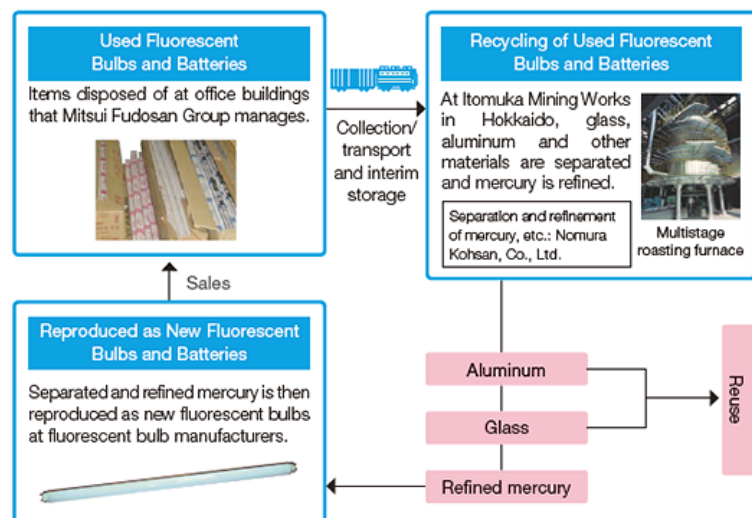 Used Fluorescent
Bulbs and Batteries
Items disposed of at office buildings
that Mitsui Fudosan Group manages.
Collection/
transport
and interim
storage
Recycling of Used Fluorescent
Bulbs and Batteries
At Itomuka Mining Works
in Hokkaido, glass,
aluminum and other
materials are separated
and mercury is refined.
Separation and refinement
of mercury, etc.: Nomura
Kohsan, Co., Ltd.
Multistage
roasting furnace
Sales
Reproduced as New Fluorescent
Bulbs and Batteries
Separated and refined mercury is then
reproduced as new fluorescent bulbs
at fluorescent bulb manufacturers.
Aluminum
Glass
Refined mercury
Reuse